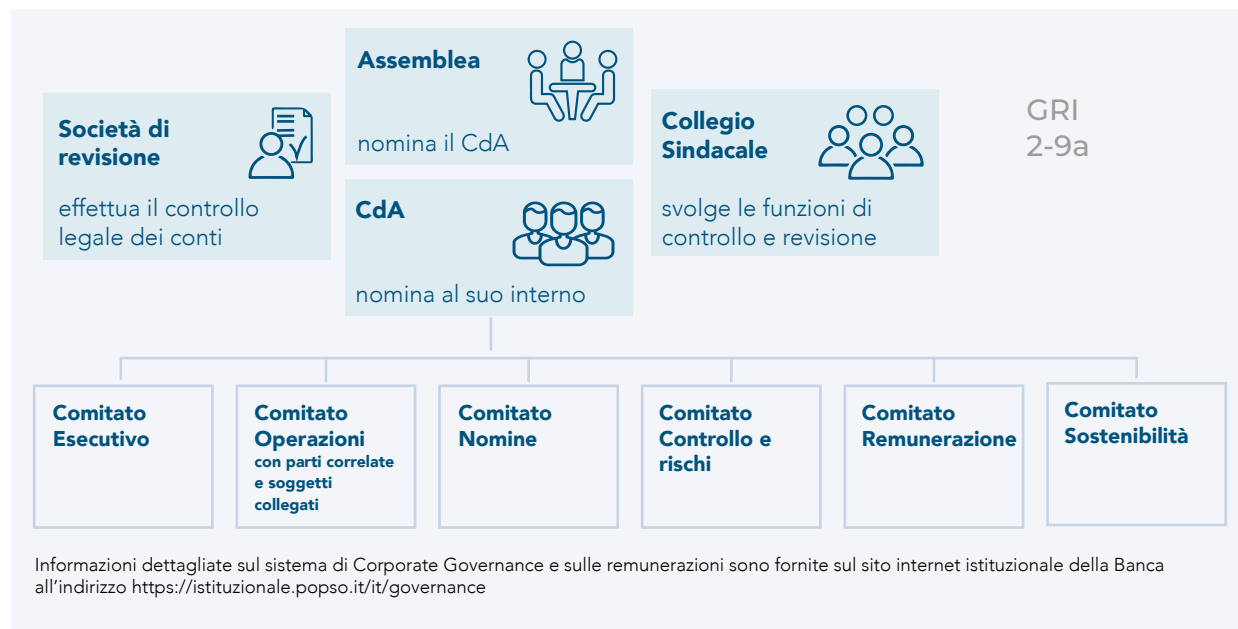 Assemblea
nomina il CdA
Società di
revisione
effettua il controllo
legale dei conti
Collegio
Sindacale
svolge le funzioni di
controllo e revisione
GRI
2-9a
CdA
nomina al suo interno
Comitato
Esecutivo
Comitato
Operazioni
con parti correlate
e soggetti
collegati
Comitato
Nomine
Comitato
Controllo e
rischi
Comitato
Remunerazione
Comitato
Sostenibilità
Informazioni dettagliate sul sistema di Corporate Governance e sulle remunerazioni sono fornite sul sito internet istituzionale della Banca
all'indirizzo https://istituzionale.popso.it/it/governance